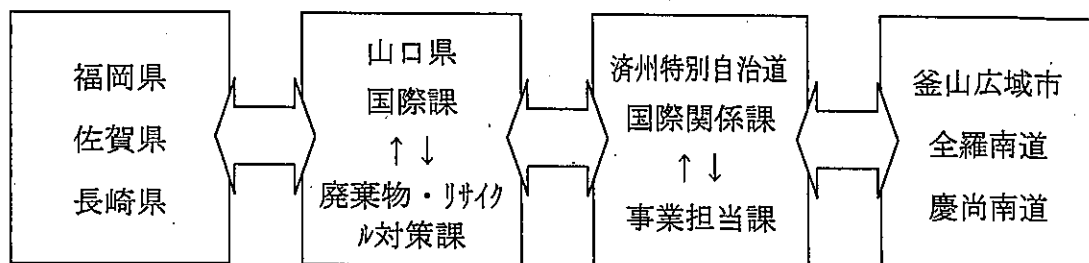 福岡県
佐賀県
長崎県
山口県
国際課
↑↓
廃棄物・リサイク
ル対策課
済州特別自治道
国際関係課
↑↓
事業担当課
釜山広域市
全羅南道
慶尚南道